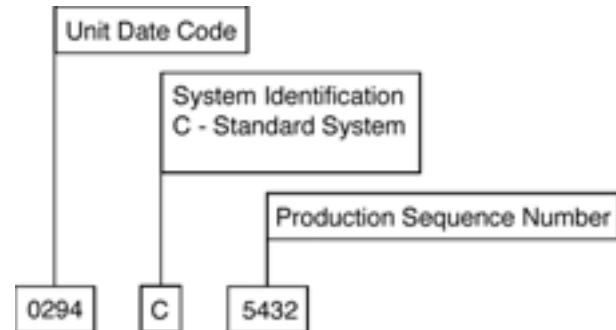 Unit Date Code
System Identification
C - Standard System
Production Sequence Number
0294 C 5432